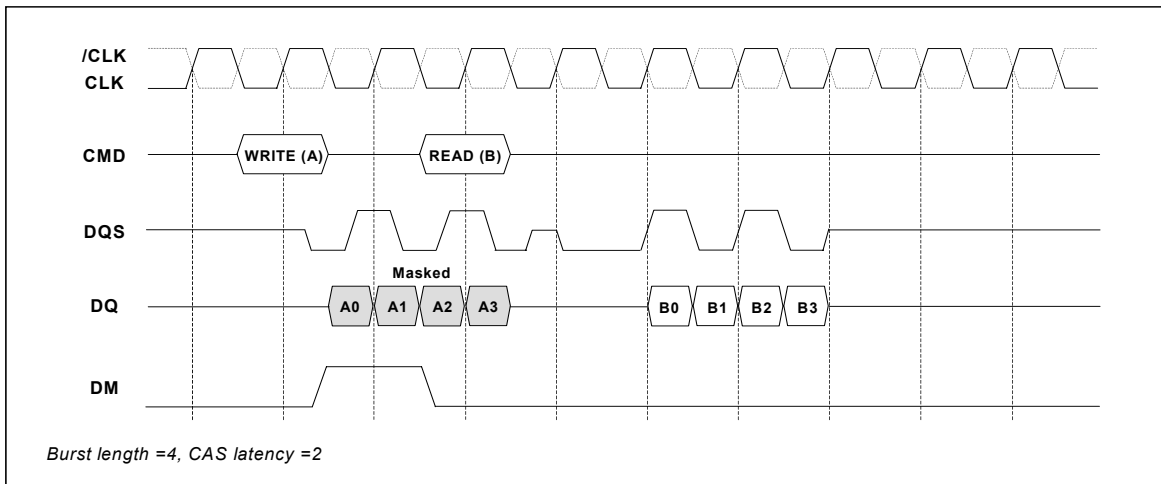 /CLK
CLK
CMD WRITE (A) READ (B)
DQS
Masked
DQ A0 A1 A2 A3 B0 B1 B2 B3
DM
Burst length =4, CAS latency =2